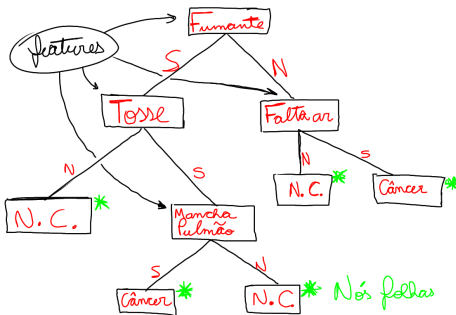 Fumante
features
S
N
Tosse
Falta ar
N
S
N
S
N.C.
Câncer
N.C.
Mancha
Pulmão
S
N
Câncer
N.C.
Nós folhas